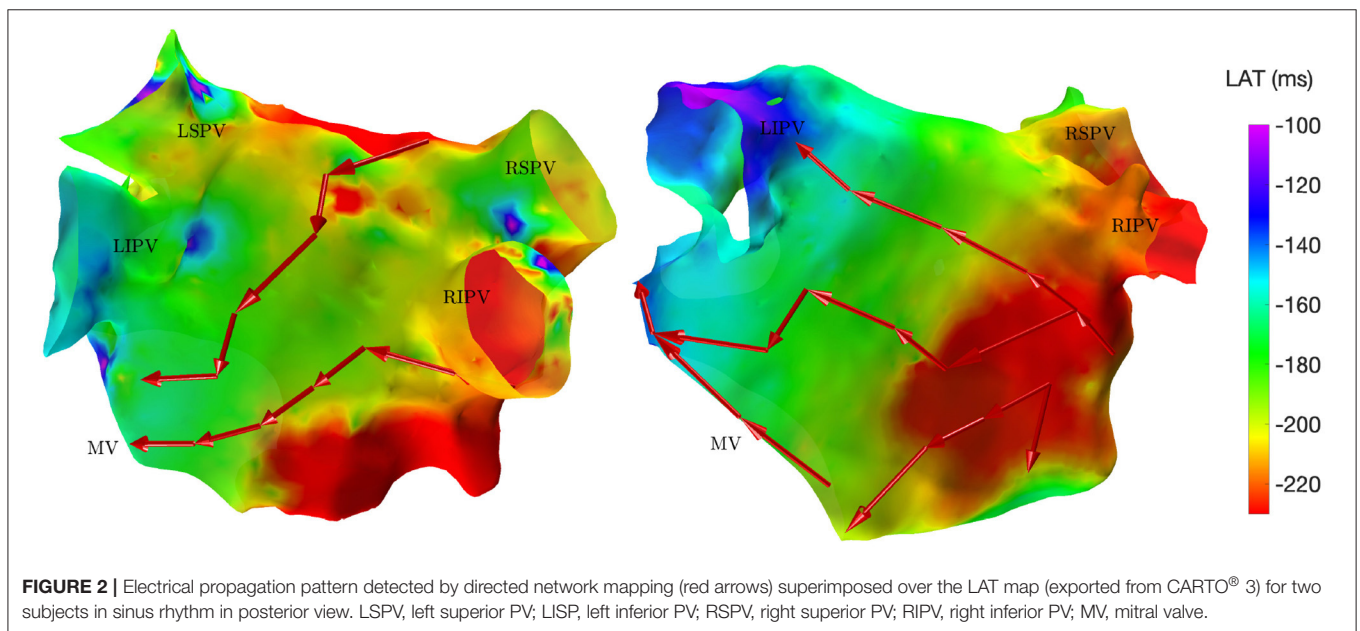 LAT (ms)
LSPV
RSPV
LIPV
RIPV
MV
LIPV
RSPV
RIPV
MV
-100
-120
-140
-160
-180
-200
-220
FIGURE 2 | Electrical propagation pattern detected by directed network mapping (red arrows) superimposed over the LAT map (exported from CARTO® 3) for two
subjects in sinus rhythm in posterior view. LSPV, left superior PV; LISP, left inferior PV; RSPV, right superior PV; RIPV, right inferior PV; MV, mitral valve.